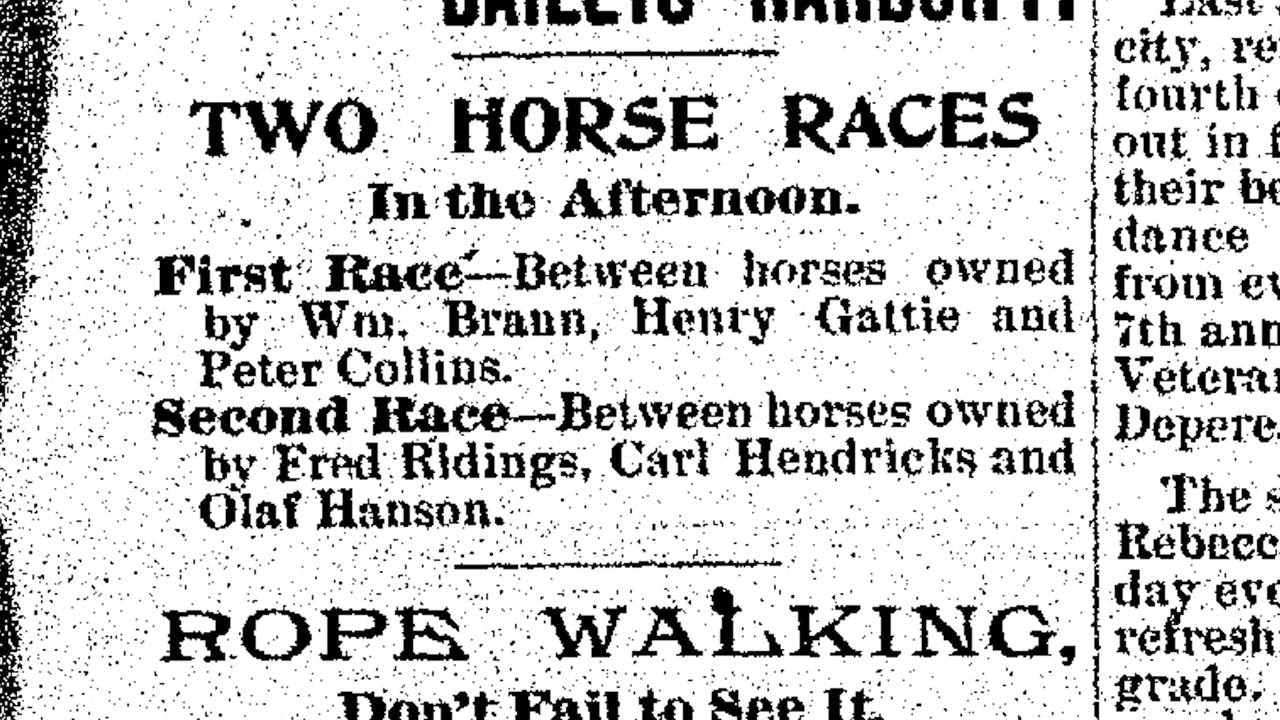 TWO HORSE RACES
In the Afternoon.
First Race—Between horses owned
by Wm. Braun, Henry Gattie and
Peter Collins.
Second Race—Between horses owned
by Fred Ridings, Carl Hendricks and
Olaf Hanson.
ROPE WALKING,
Don't Fail to See It.
city, re
fourth
out in f
their be
dance
from ev
7th ann
Veteran
Depere.
The s
Rebecc
day eve
refresh
grade.